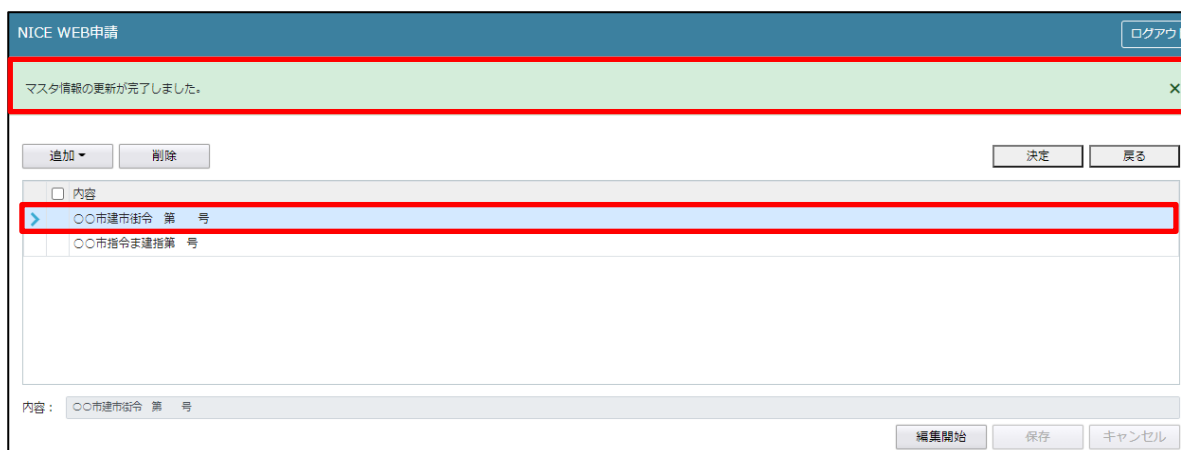 NICE WEB申請
ログアウト
マスタ情報の更新が完了しました。
×
追加 削除 決定 戻る
内容
○○市建市街令　第　　号
○○市指令ま建指第　号
内容： ○○市建市街令　第　　号
編集開始 保存 キャンセル